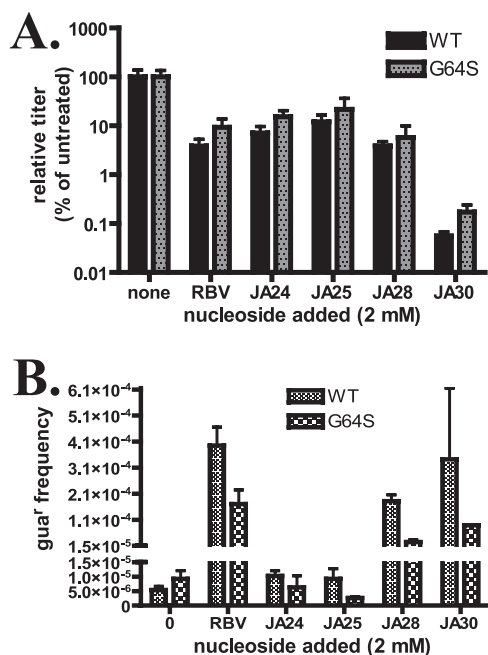 A.
WT
G64S
relative titer
(% of untreated)
100
100
10
1
0.1
0.01
none RBV JA24 JA25 JA28 JA30
nucleoside added (2 mM)
B.
WT
G64S
guaʳ frequency
6.1×10⁻⁴
5.1×10⁻⁴
4.1×10⁻⁴
3.1×10⁻⁴
2.1×10⁻⁴
1.1×10⁻⁴
1.5×10⁻⁵
1.5×10⁻⁵
1.0×10⁻⁵
5.0×10⁻⁶
0
0 RBV JA24 JA25 JA28 JA30
nucleoside added (2 mM)